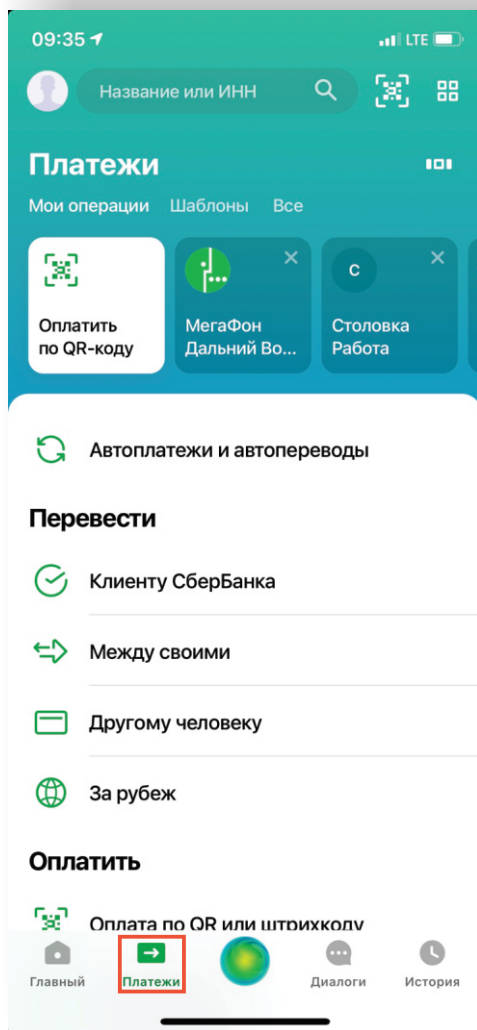 09:35
LTE
Название или ИНН
Платежи
Мои операции Шаблоны Все
Оплатить
по QR-коду
МегаФон
Дальний Во...
С
Столовка
Работа
Автоплатежи и автопереводы
Перевести
Клиенту СберБанка
Между своими
Другому человеку
За рубеж
Оплатить
Оплата по QR или штрихкоду
Главный Платежи Диалоги История